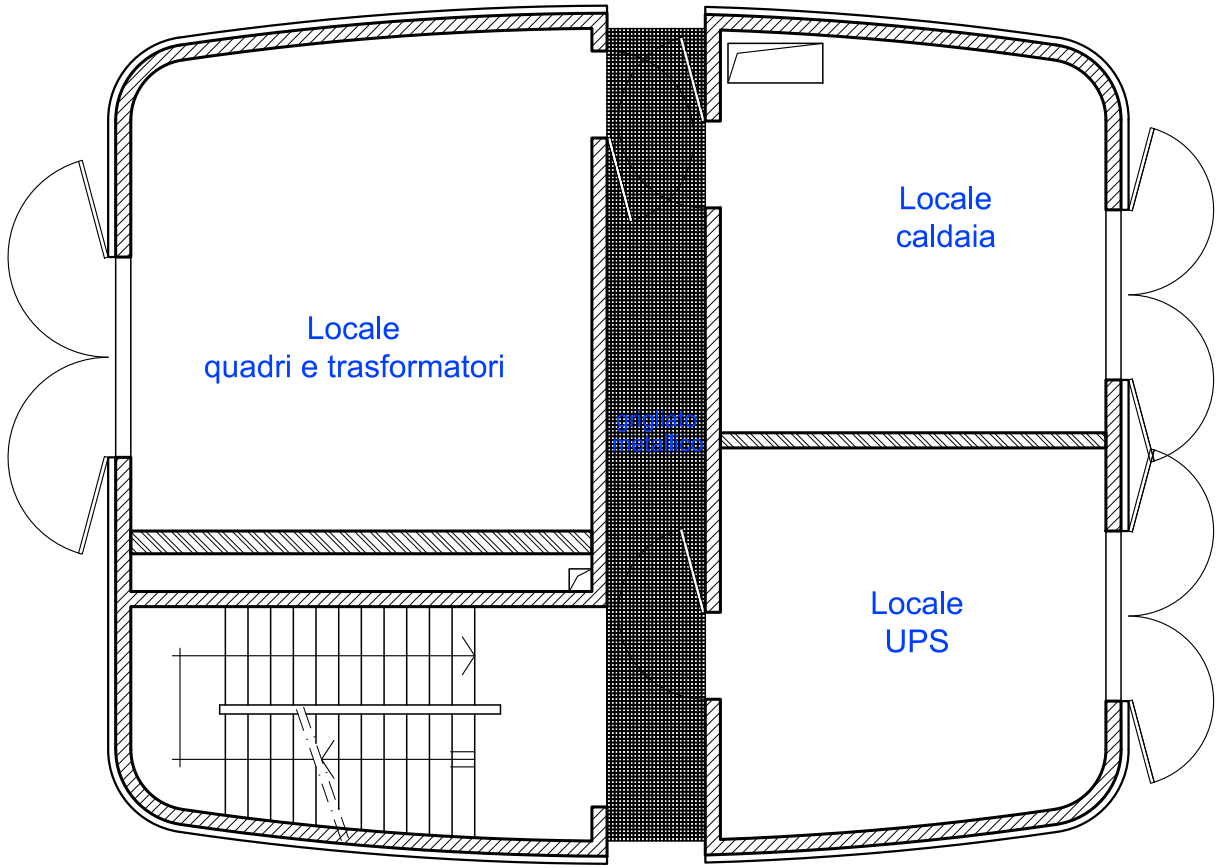 Locale
caldaia
Locale
quadri e trasformatori
grigliato
metallico
Locale
UPS